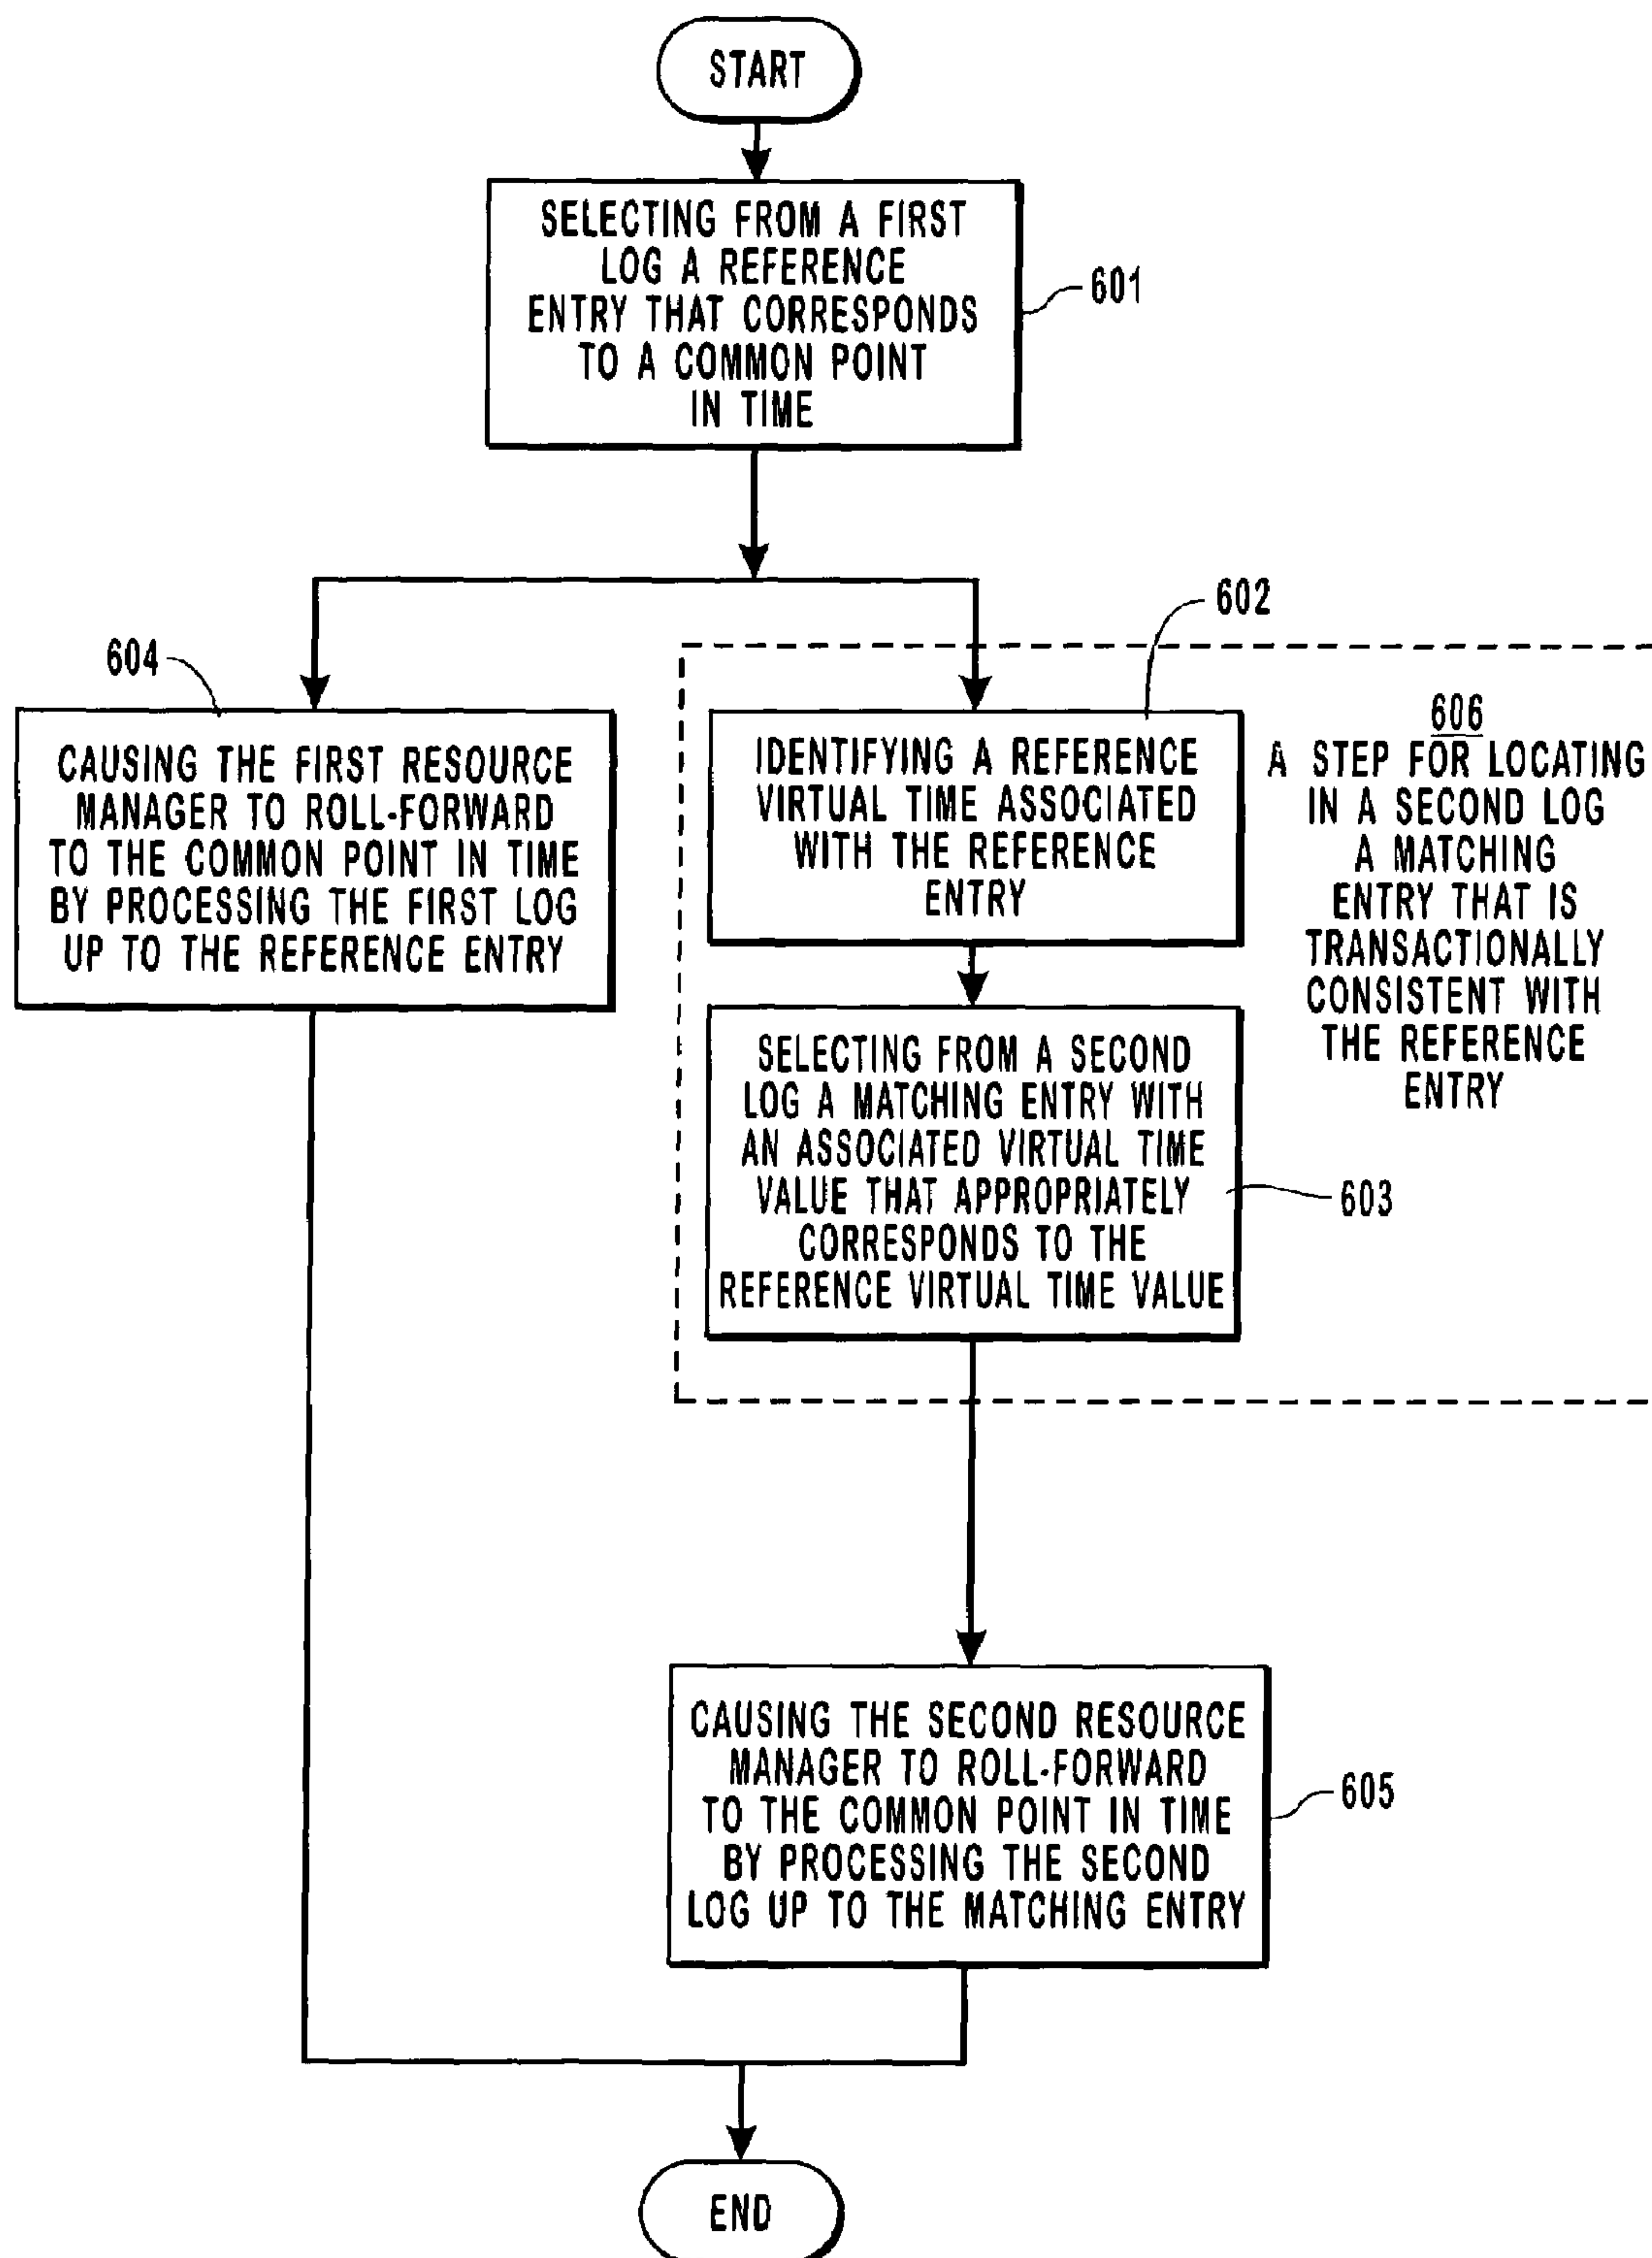 START
SELECTING FROM A FIRST
LOG A REFERENCE
ENTRY THAT CORRESPONDS
TO A COMMON POINT
IN TIME
601
602
604
CAUSING THE FIRST RESOURCE
MANAGER TO ROLL-FORWARD
TO THE COMMON POINT IN TIME
BY PROCESSING THE FIRST LOG
UP TO THE REFERENCE ENTRY
IDENTIFYING A REFERENCE
VIRTUAL TIME ASSOCIATED
WITH THE REFERENCE
ENTRY
606
A STEP FOR LOCATING
IN A SECOND LOG
A MATCHING
ENTRY THAT IS
TRANSACTIONALLY
CONSISTENT WITH
THE REFERENCE
ENTRY
SELECTING FROM A SECOND
LOG A MATCHING ENTRY WITH
AN ASSOCIATED VIRTUAL TIME
VALUE THAT APPROPRIATELY
CORRESPONDS TO THE
REFERENCE VIRTUAL TIME VALUE
603
CAUSING THE SECOND RESOURCE
MANAGER TO ROLL-FORWARD
TO THE COMMON POINT IN TIME
BY PROCESSING THE SECOND
LOG UP TO THE MATCHING ENTRY
605
END